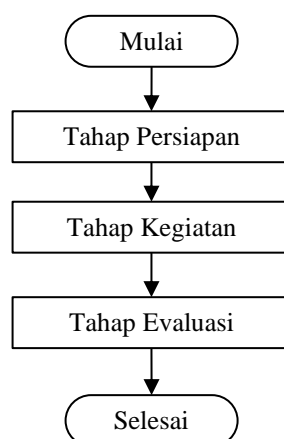 Mulai
Tahap Persiapan
Tahap Kegiatan
Tahap Evaluasi
Selesai